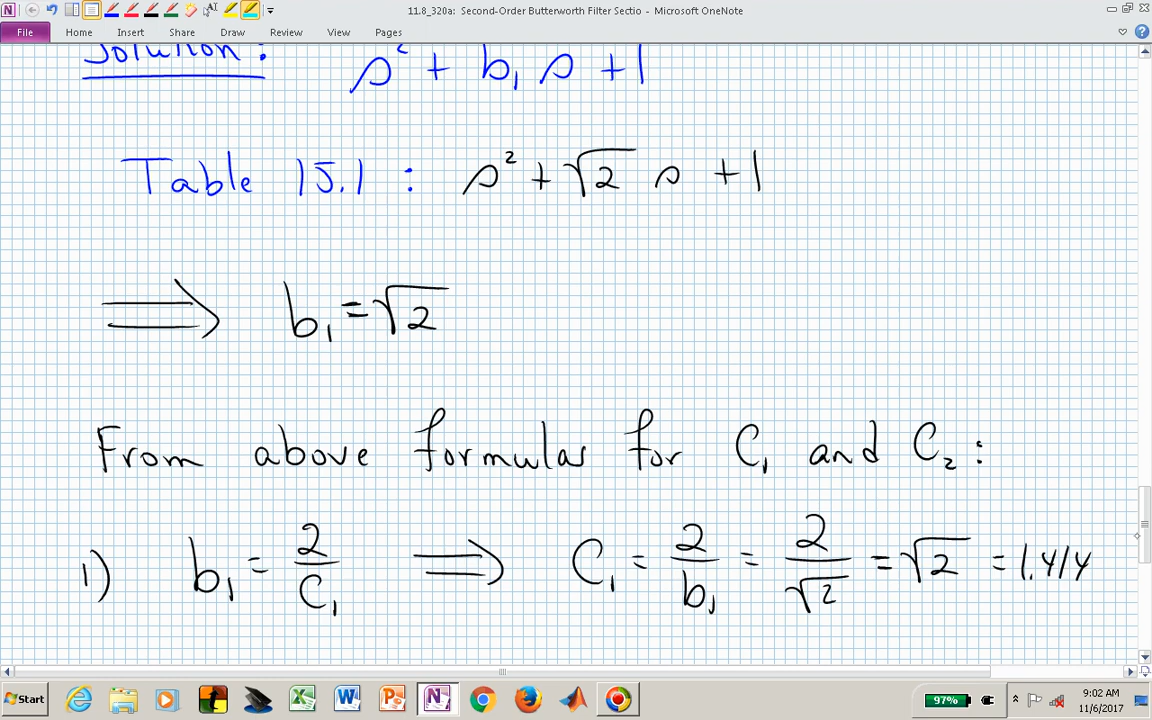 11.8_320a: Second-Order Butterworth Filter Sectio - Microsoft OneNote
File Home Insert Share Draw Review View Pages
Solution: s² + b₁ s + 1
Table 15.1 : s² + √2 s + 1
⟹ b₁ = √2
From above formulas for C₁ and C₂:
1) b₁ = 2/C₁ ⟹ C₁ = 2/b₁ = 2/√2 = √2 = 1.414
Start 97% 9:02 AM
11/6/2017